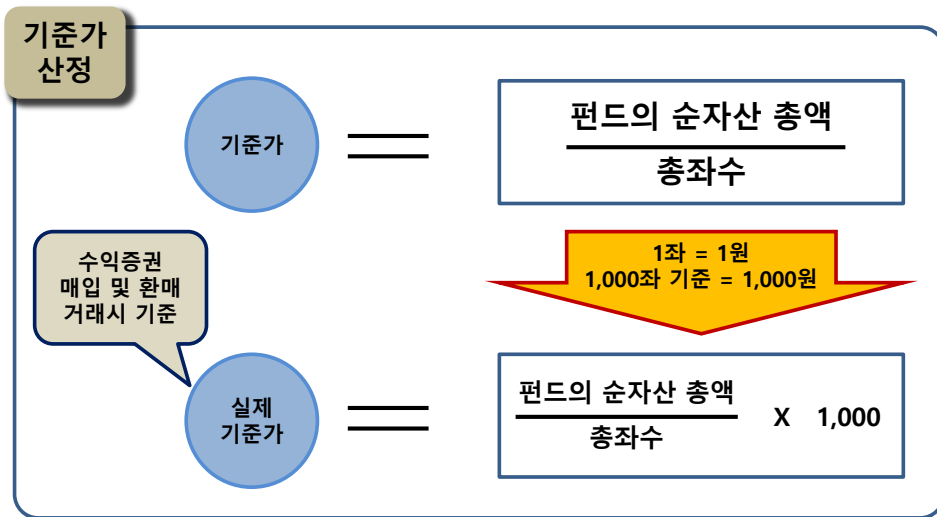 기준가
산정
기준가
펀드의 순자산 총액
총좌수
1좌 = 1원
1,000좌 기준 = 1,000원
수익증권
매입 및 환매
거래시 기준
실제
기준가
펀드의 순자산 총액
총좌수
X 1,000